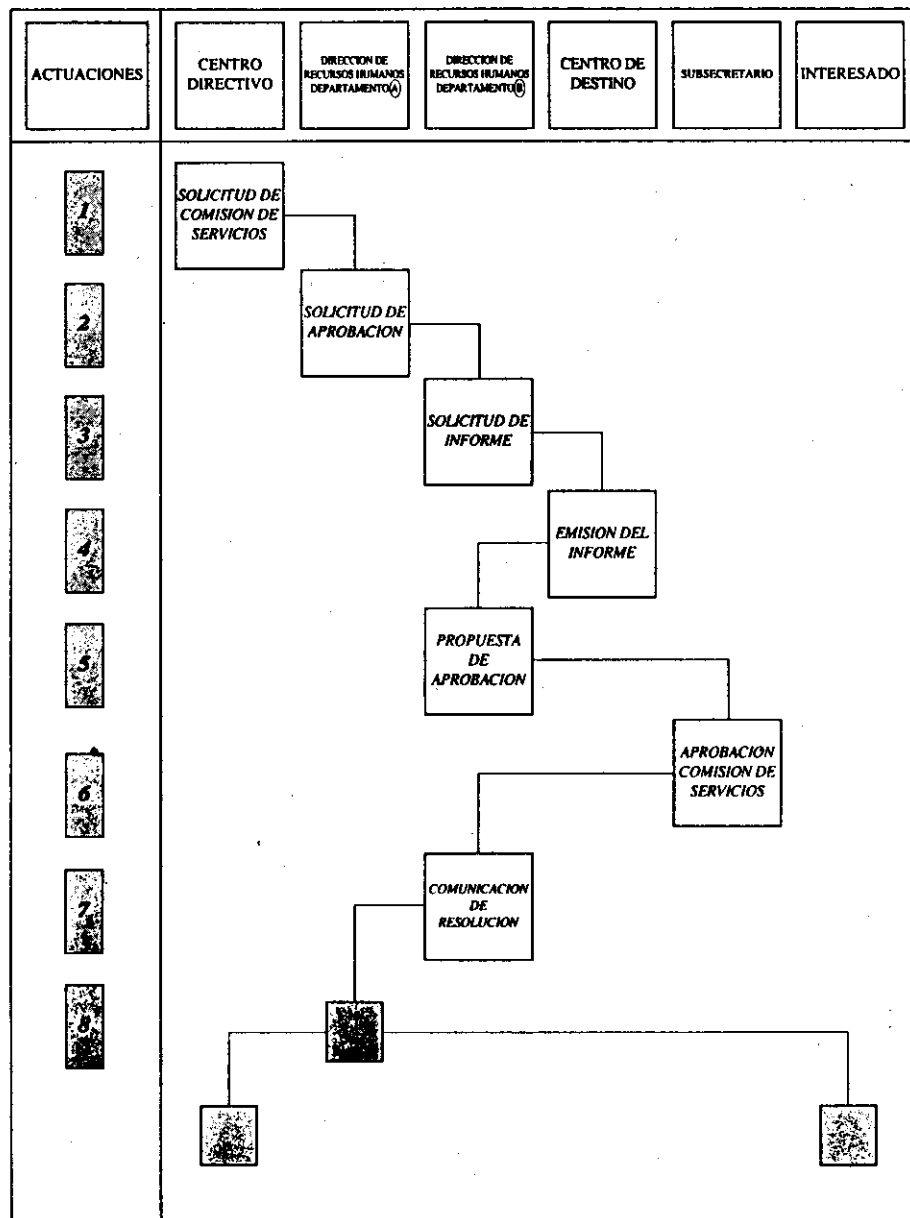 ACTUACIONES
CENTRO
DIRECTIVO
DIRECCION DE
RECURSOS HUMANOS
DEPARTAMENTO A
DIRECCION DE
RECURSOS HUMANOS
DEPARTAMENTO B
CENTRO DE
DESTINO
SUBSECRETARIO
INTERESADO
1
SOLICITUD DE
COMISION DE
SERVICIOS
2
SOLICITUD DE
APROBACION
3
SOLICITUD DE
INFORME
4
EMISION DEL
INFORME
5
PROPUESTA
DE
APROBACION
6
APROBACION
COMISION DE
SERVICIOS
7
COMUNICACION
DE
RESOLUCION
8